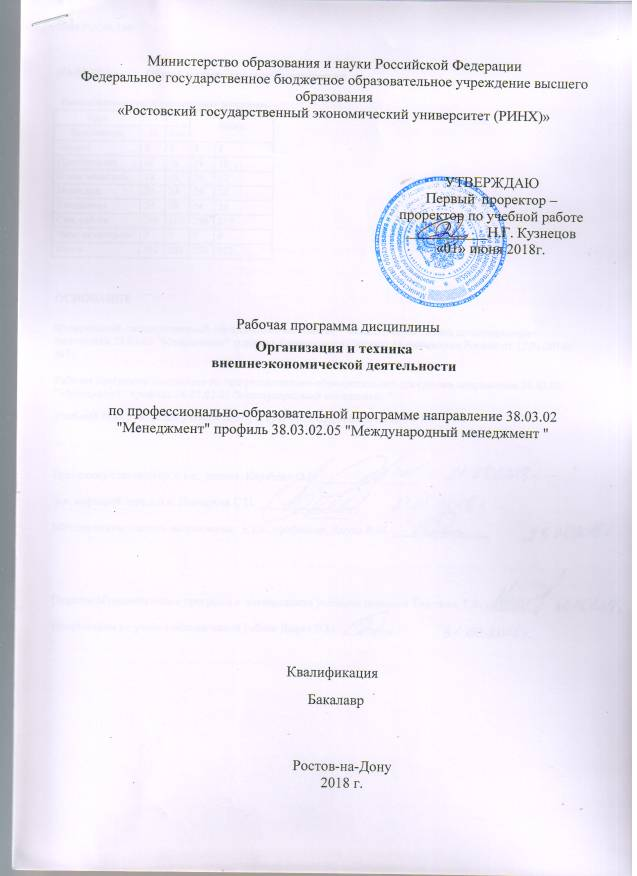 Министерство образования и науки Российской Федерации
Федеральное государственное бюджетное образовательное учреждение высшего
образования
«Ростовский государственный экономический университет (РИНХ)»
УТВЕРЖДАЮ
Первый проректор –
проректор по учебной работе
Н.Г. Кузнецов
«01» июня 2018г.
Рабочая программа дисциплины
Организация и техника
внешнеэкономической деятельности
по профессионально-образовательной программе направление 38.03.02
"Менеджмент" профиль 38.03.02.05 "Международный менеджмент "
Квалификация
Бакалавр
Ростов-на-Дону
2018 г.